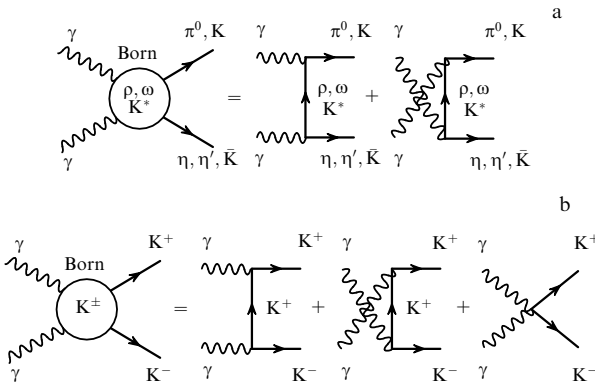 a
γ Born π⁰, K γ π⁰, K γ π⁰, K
ρ, ω ρ, ω ρ, ω
K* = K* + K*
γ η, η′, K̄ γ η, η′, K̄ γ η, η′, K̄
b
γ Born K⁺ γ K⁺ γ K⁺ γ K⁺
K± = K⁺ + K⁺ +
γ K⁻ γ K⁻ γ K⁻ γ K⁻